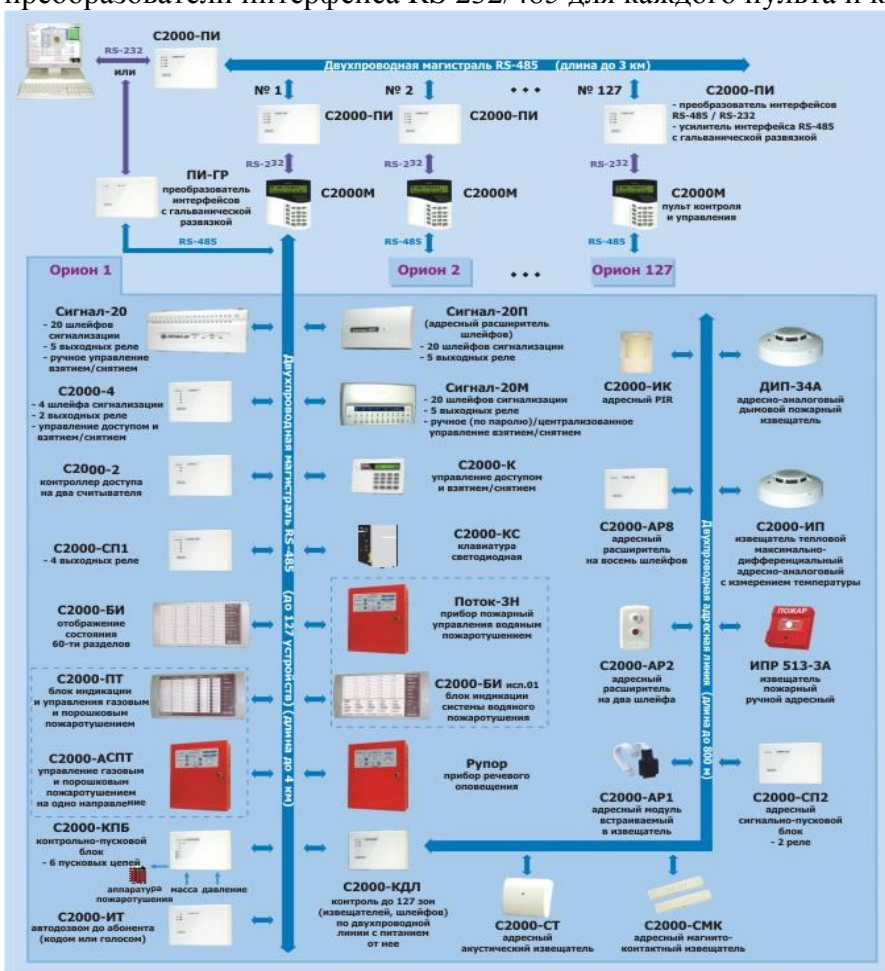 преобразователи интерфейса RS-232/485 для каждого пульта и к
RS-232
или
С2000-ПИ
Двухпроводная магистраль RS-485 (длина до 3 км)
№ 1
№ 2
• • •
№ 127
С2000-ПИ
- преобразователь интерфейсов
RS-485 / RS-232
- усилитель интерфейса RS-485
с гальванической развязкой
С2000-ПИ
С2000-ПИ
RS-232
RS-232
RS-232
ПИ-ГР
преобразователь
интерфейсов
с гальванической
развязкой
С2000М
С2000М
С2000М
пульт контроля
и управления
RS-485
RS-485
RS-485
Орион 1
Орион 2
• • •
Орион 127
Сигнал-20
- 20 шлейфов
сигнализации
- 5 выходных реле
- ручное управление
взятием/снятием
Сигнал-20П
(адресный расширитель
шлейфов)
- 20 шлейфов сигнализации
- 5 выходных реле
С2000-ИК
адресный PIR
ДИП-34А
адресно-аналоговый
дымовой пожарный
извещатель
С2000-4
- 4 шлейфа сигнализации
- 2 выходных реле
- управление доступом и
взятием/снятием
Сигнал-20М
- 20 шлейфов сигнализации
- 5 выходных реле
- ручное (по паролю)/централизованное
управление взятием/снятием
С2000-2
контроллер доступа
на два считывателя
С2000-К
управление доступом
и взятием/снятием
С2000-АР8
адресный
расширитель
на восемь шлейфов
С2000-ИП
извещатель тепловой
максимально-
дифференциальный
адресно-аналоговый
с измерением температуры
С2000-СП1
- 4 выходных реле
С2000-КС
клавиатура
светодиодная
Двухпроводная магистраль RS-485 (до 127 устройств) (длина до 4 км)
Двухпроводная адресная линия (длина до 800 м)
С2000-БИ
отображение
состояния
60-ти разделов
Поток-3Н
прибор пожарный
управления водяным
пожаротушением
С2000-АР2
адресный
расширитель
на два шлейфа
ПОЖАР
ИПР 513-3А
извещатель
пожарный
ручной адресный
С2000-ПТ
блок индикации
и управления газовым
и порошковым
пожаротушением
С2000-БИ исп.01
блок индикации
системы водяного
пожаротушения
С2000-АСПТ
управление газовым
и порошковым
пожаротушением
на одно направление
Рупор
прибор речевого
оповещения
С2000-АР1
адресный модуль
встраиваемый
в извещатель
С2000-СП2
адресный
сигнально-пусковой
блок
- 2 реле
С2000-КПБ
контрольно-пусковой
блок
- 6 пусковых цепей
аппаратура
пожаротушения
масса давление
С2000-КДЛ
контроль до 127 зон
(извещателей, шлейфов)
по двухпроводной
линии с питанием
от нее
С2000-ИТ
автодозвон до абонента
(кодом или голосом)
С2000-СТ
адресный
акустический извещатель
С2000-СМК
адресный магнито-
контактный извещатель